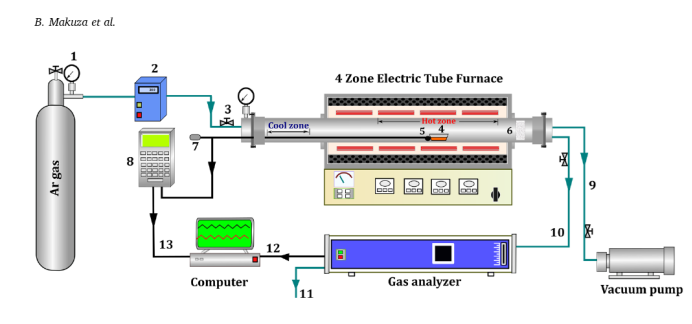 B. Makuza et al.
1
2
4 Zone Electric Tube Furnace
3
Cool zone
Hot zone
5
4
6
7
8
Ar gas
9
10
13
12
Computer
Gas analyzer
11
Vacuum pump